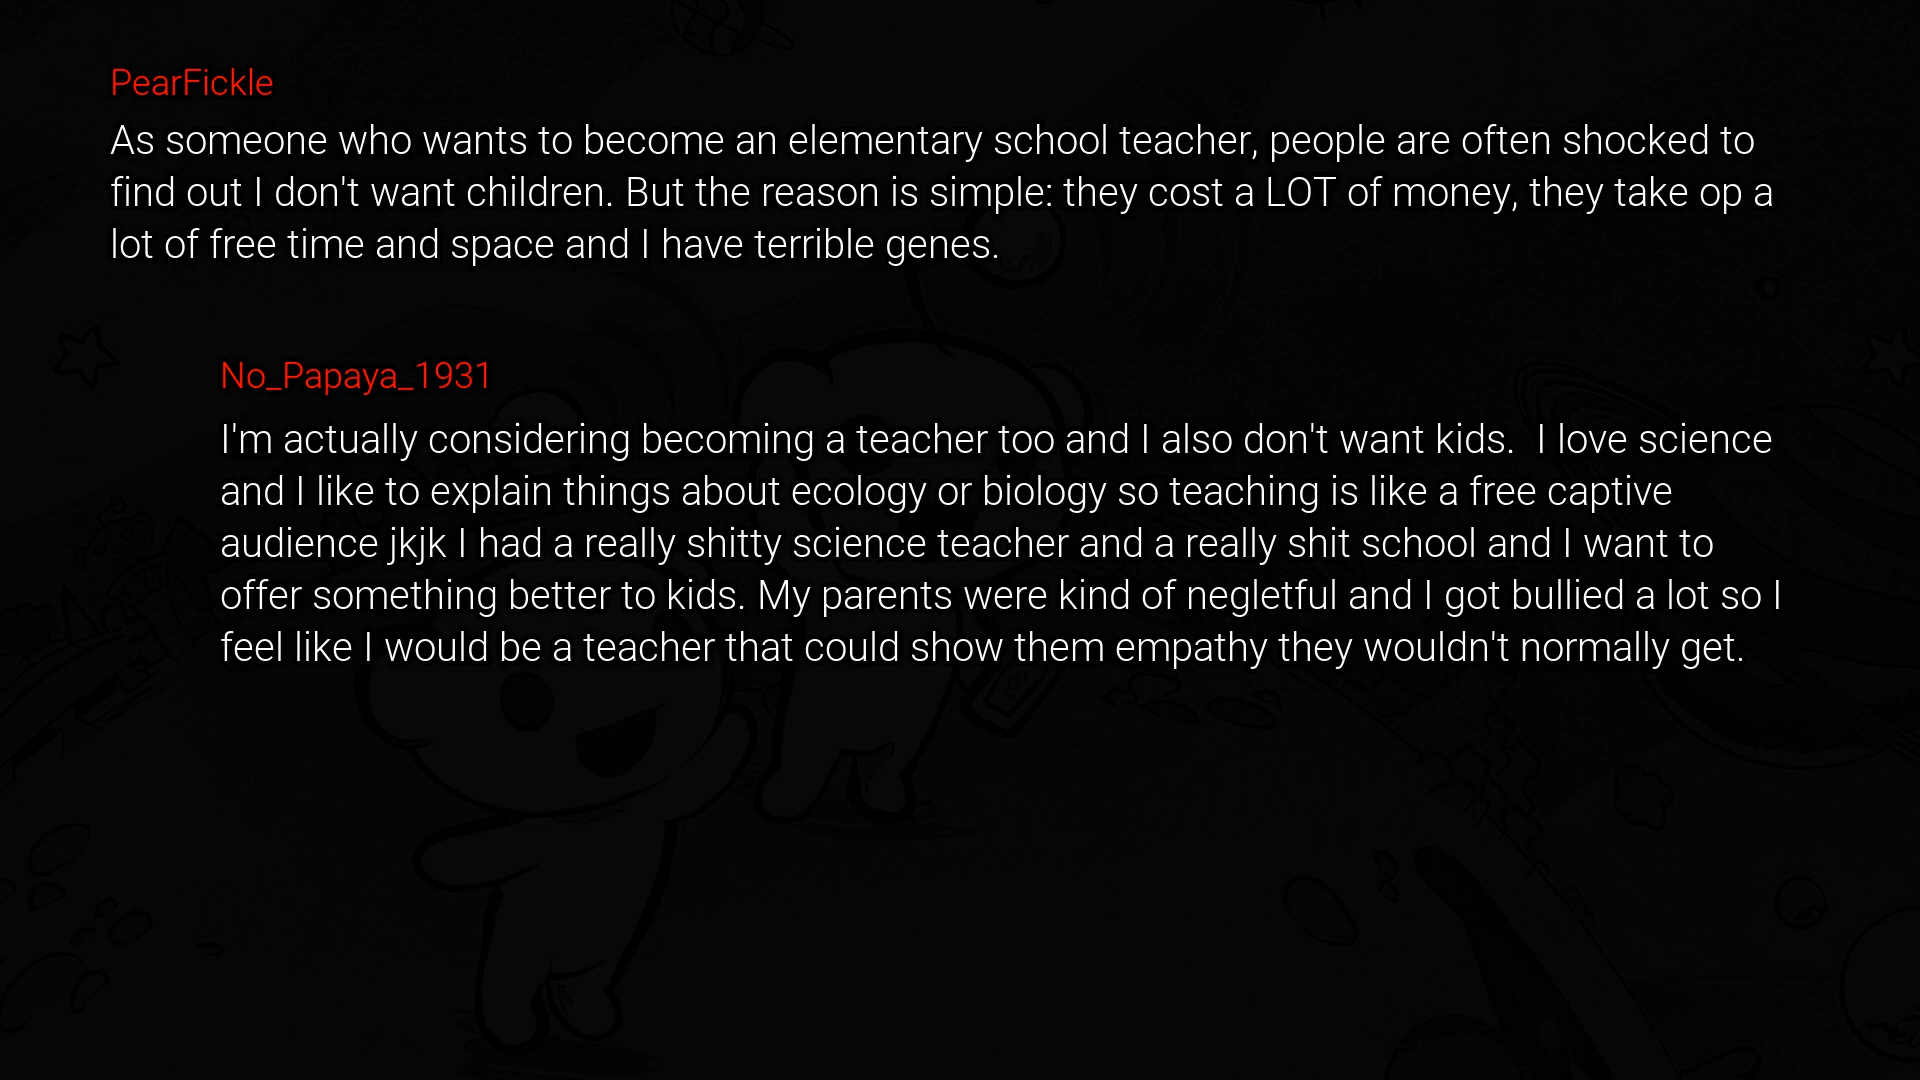 PearFickle
As someone who wants to become an elementary school teacher, people are often shocked to
find out I don't want children. But the reason is simple: they cost a LOT of money, they take op a
lot of free time and space and I have terrible genes.
No_Papaya_1931
I'm actually considering becoming a teacher too and I also don't want kids.  I love science
and I like to explain things about ecology or biology so teaching is like a free captive
audience jkjk I had a really shitty science teacher and a really shit school and I want to
offer something better to kids. My parents were kind of negletful and I got bullied a lot so I
feel like I would be a teacher that could show them empathy they wouldn't normally get.